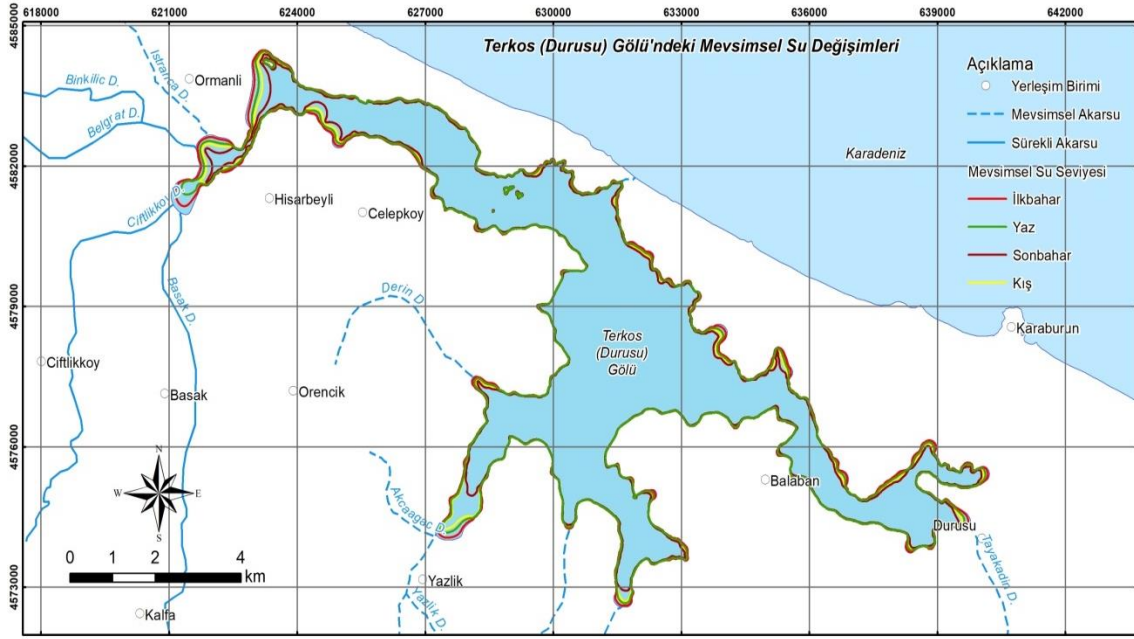 618000 621000 624000 627000 630000 633000 636000 639000 642000
4585000
4582000
4579000
4576000
4573000
Terkos (Durusu) Gölü'ndeki Mevsimsel Su Değişimleri
Açıklama
Yerleşim Birimi
Mevsimsel Akarsu
Sürekli Akarsu
Mevsimsel Su Seviyesi
İlkbahar
Yaz
Sonbahar
Kış
Karadeniz
Istranca D.
Ormanli
Binkilic D.
Belgrat D.
Ciftlikkoy D.
Hisarbeyli
Celepkoy
Basak D.
Derin D.
Terkos
(Durusu)
Gölü
Karaburun
Ciftlikkoy
Basak
Orencik
Balaban
Akcaagac D.
Durusu
Tayakadin D.
Yazlik
Yazlik D.
Kalfa
N
W E
S
0 1 2 4
km